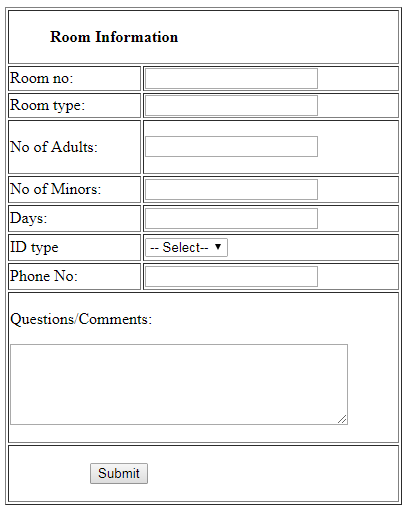 Room Information
Room no:
Room type:
No of Adults:
No of Minors:
Days:
ID type
-- Select--
Phone No:
Questions/Comments:
Submit